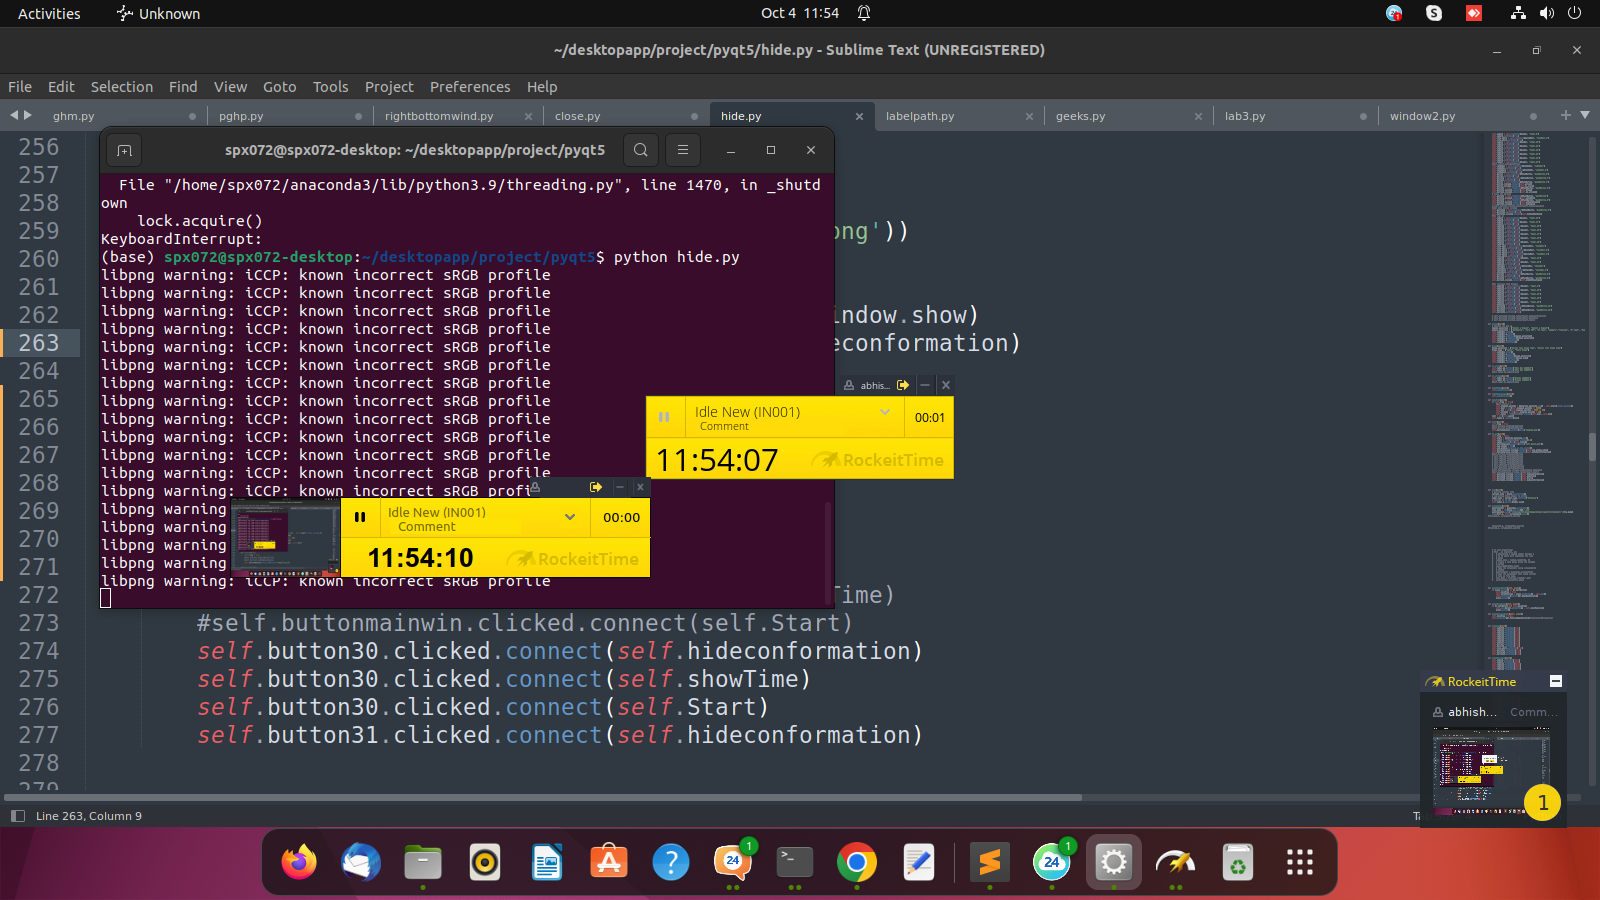 Activities
Unknown
Oct 4 11:54
~/desktopapp/project/pyqt5/hide.py - Sublime Text (UNREGISTERED)
File Edit Selection Find View Goto Tools Project Preferences Help
ghm.py
pghp.py
rightbottomwind.py
close.py
hide.py
labelpath.py
geeks.py
lab3.py
window2.py
spx072@spx072-desktop: ~/desktopapp/project/pyqt5
File "/home/spx072/anaconda3/lib/python3.9/threading.py", line 1470, in _shutd
own
lock.acquire()
KeyboardInterrupt:
(base) spx072@spx072-desktop:~/desktopapp/project/pyqt5$ python hide.py
libpng warning: iCCP: known incorrect sRGB profile
libpng warning: iCCP: known incorrect sRGB profile
libpng warning: iCCP: known incorrect sRGB profile
libpng warning: iCCP: known incorrect sRGB profile
libpng warning: iCCP: known incorrect sRGB profile
libpng warning: iCCP: known incorrect sRGB profile
libpng warning: iCCP: known incorrect sRGB profile
libpng warning: iCCP: known incorrect sRGB profile
libpng warning: iCCP: known incorrect sRGB profile
libpng warning: iCCP: known incorrect sRGB profile
libpng warning: iCCP: known incorrect sRGB profile
libpng warning: iCCP: known incorrect sRGB profile
libpng warning: iCCP: known incorrect sRGB prof
libpng warning
libpng warning
libpng warning
libpng warning
libpng warning: iCCP: known incorrect sRGB profile
256
257
258
259 ong'))
260
261
262 indow.show)
263 econformation)
264
265
266
267
268
269
270
271
272 ime)
273 #self.buttonmainwin.clicked.connect(self.Start)
274 self.button30.clicked.connect(self.hideconformation)
275 self.button30.clicked.connect(self.showTime)
276 self.button30.clicked.connect(self.Start)
277 self.button31.clicked.connect(self.hideconformation)
278
279
abhis...
Idle New (IN001)
Comment
00:01
11:54:07
RockeitTime
Idle New (IN001)
Comment
00:00
11:54:10
RockeitTime
RockeitTime
abhish...
Comm...
1
Line 263, Column 9
Ta
24
1
24
1